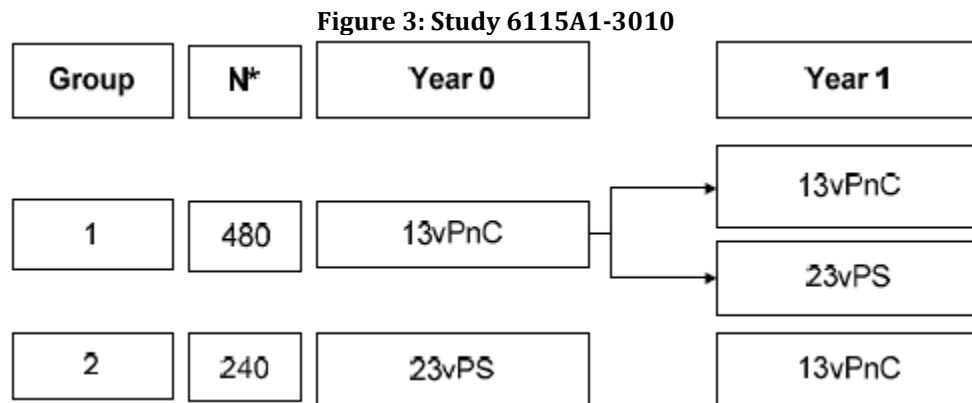 Figure 3: Study 6115A1-3010
Group N* Year 0 Year 1
13vPnC
1 480 13vPnC
23vPS
2 240 23vPS 13vPnC